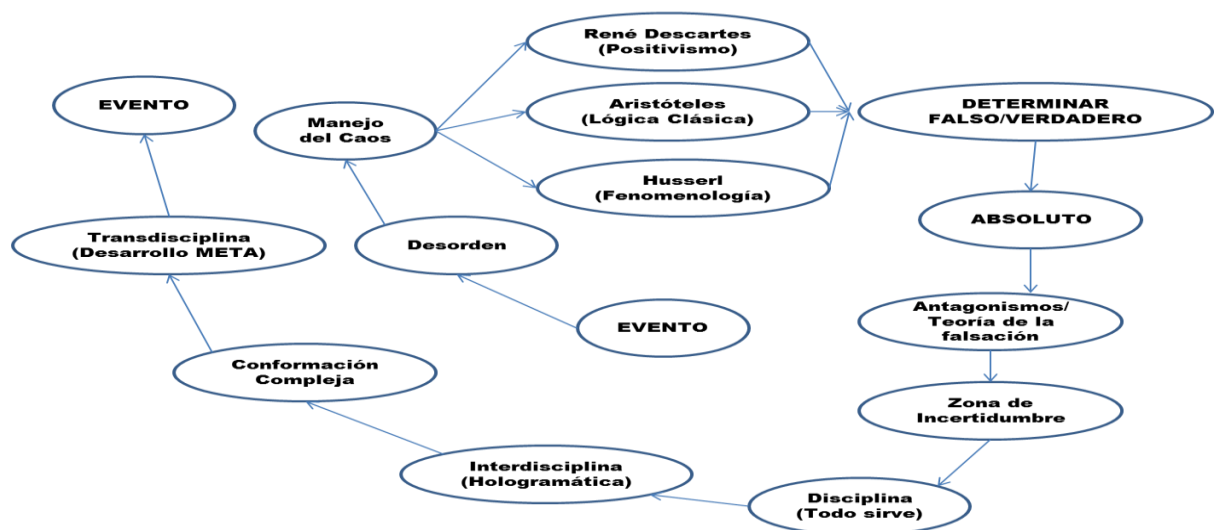 René Descartes
(Positivismo)
EVENTO
Manejo
del Caos
Aristóteles
(Lógica Clásica)
DETERMINAR
FALSO/VERDADERO
Husserl
(Fenomenología)
ABSOLUTO
Transdisciplina
(Desarrollo META)
Desorden
Antagonismos/
Teoría de la
falsación
EVENTO
Conformación
Compleja
Zona de
Incertidumbre
Interdisciplina
(Hologramática)
Disciplina
(Todo sirve)